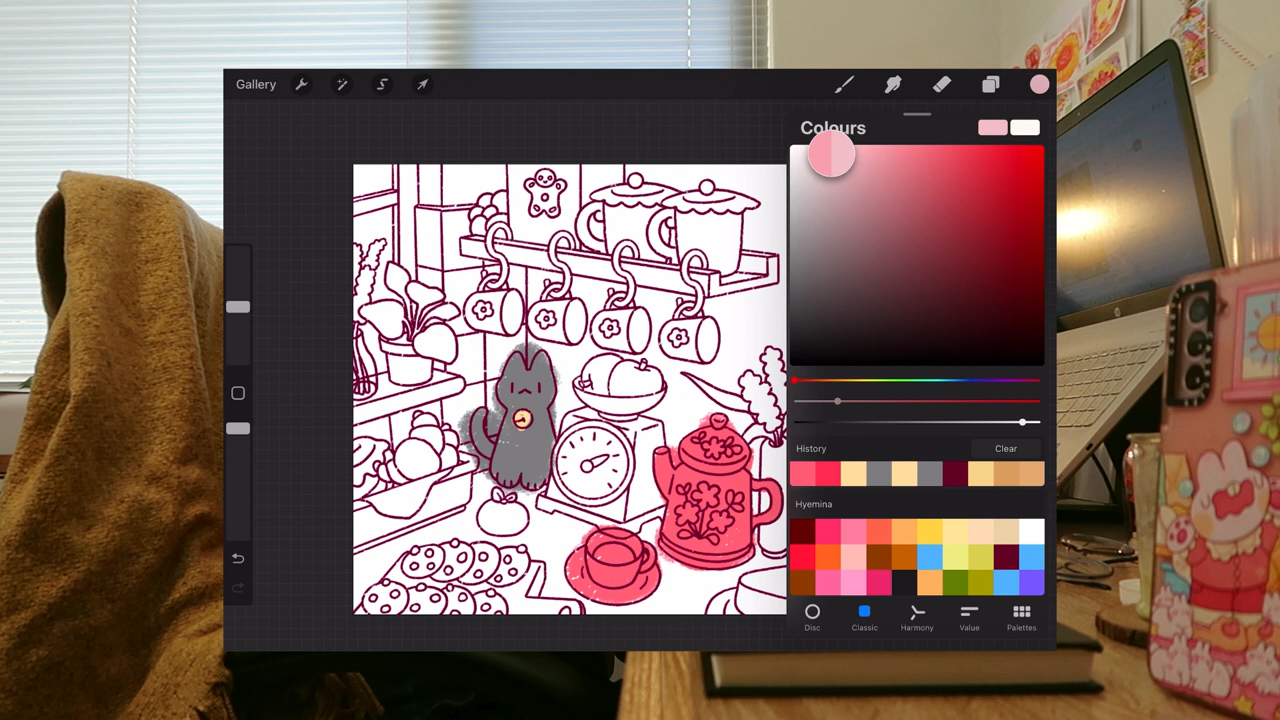 Gallery
Colours
History
Clear
Hyemina
Disc
Classic
Harmony
Value
Palettes